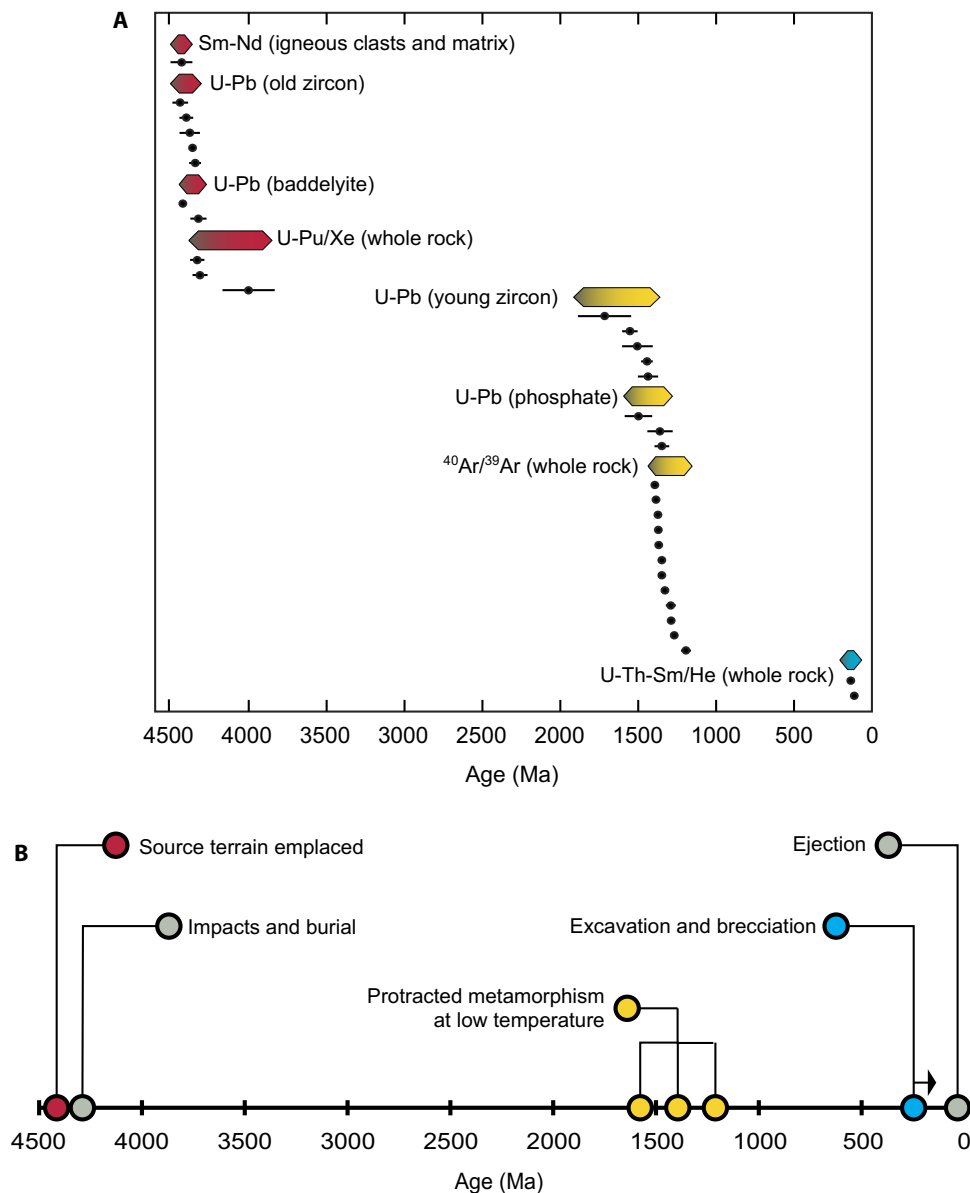 A
Sm-Nd (igneous clasts and matrix)
U-Pb (old zircon)
U-Pb (baddelyite)
U-Pu/Xe (whole rock)
U-Pb (young zircon)
U-Pb (phosphate)
⁴⁰Ar/³⁹Ar (whole rock)
U-Th-Sm/He (whole rock)
4500 4000 3500 3000 2500 2000 1500 1000 500 0
Age (Ma)
B
Source terrain emplaced
Ejection
Impacts and burial
Excavation and brecciation
Protracted metamorphism
at low temperature
4500 4000 3500 3000 2500 2000 1500 1000 500 0
Age (Ma)